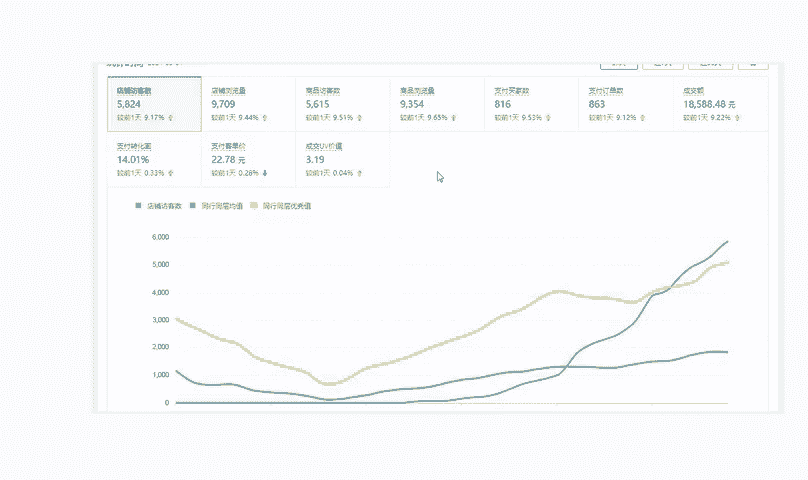 店铺访客数 店铺浏览量 商品访客数 商品浏览量 支付买家数 支付订单数 成交额
5,824 9,709 5,615 9,354 816 863 18,588.48 元
较前1天 9.17% 较前1天 9.44% 较前1天 9.51% 较前1天 9.65% 较前1天 9.53% 较前1天 9.12% 较前1天 9.22%
支付转化率 支付客单价 成交UV价值
14.01% 22.78 元 3.19
较前1天 0.33% 较前1天 0.28% 较前1天 0.04%
店铺访客数 同行同层均值 同行同层优秀值
6,000
5,000
4,000
3,000
2,000
1,000
0